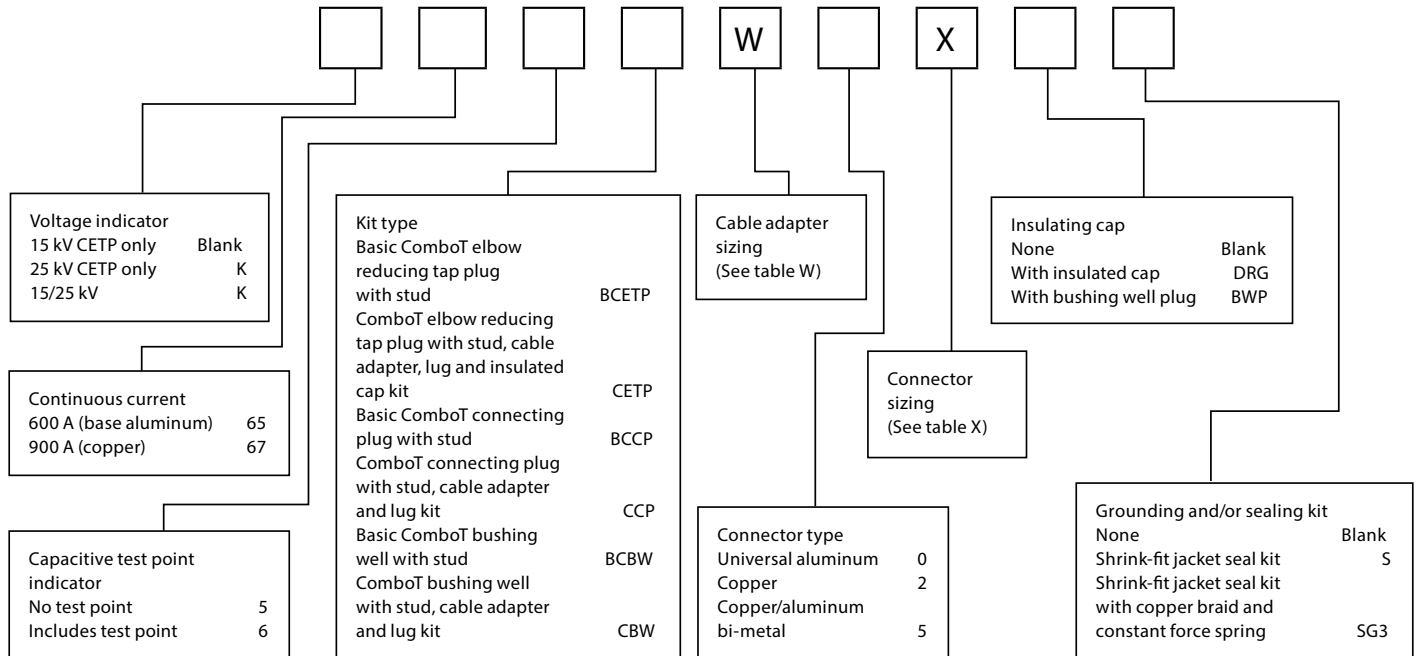 W
X
Voltage indicator
15 kV CETP only Blank
25 kV CETP only K
15/25 kV K
Continuous current
600 A (base aluminum) 65
900 A (copper) 67
Capacitive test point
indicator
No test point 5
Includes test point 6
Kit type
Basic ComboT elbow
reducing tap plug
with stud BCETP
ComboT elbow reducing
tap plug with stud, cable
adapter, lug and insulated
cap kit CETP
Basic ComboT connecting
plug with stud BCCP
ComboT connecting plug
with stud, cable adapter
and lug kit CCP
Basic ComboT bushing
well with stud BCBW
ComboT bushing well
with stud, cable adapter
and lug kit CBW
Cable adapter
sizing
(See table W)
Connector type
Universal aluminum 0
Copper 2
Copper/aluminum
bi-metal 5
Connector
sizing
(See table X)
Insulating cap
None Blank
With insulated cap DRG
With bushing well plug BWP
Grounding and/or sealing kit
None Blank
Shrink-fit jacket seal kit S
Shrink-fit jacket seal kit
with copper braid and
constant force spring SG3